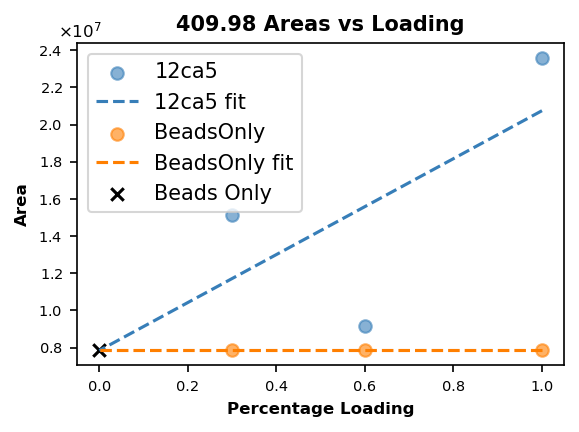 409.98 Areas vs Loading
×10⁷
2.4
2.2
2.0
1.8
1.6
1.4
1.2
1.0
0.8
Area
12ca5
12ca5 fit
BeadsOnly
BeadsOnly fit
Beads Only
0.0 0.2 0.4 0.6 0.8 1.0
Percentage Loading